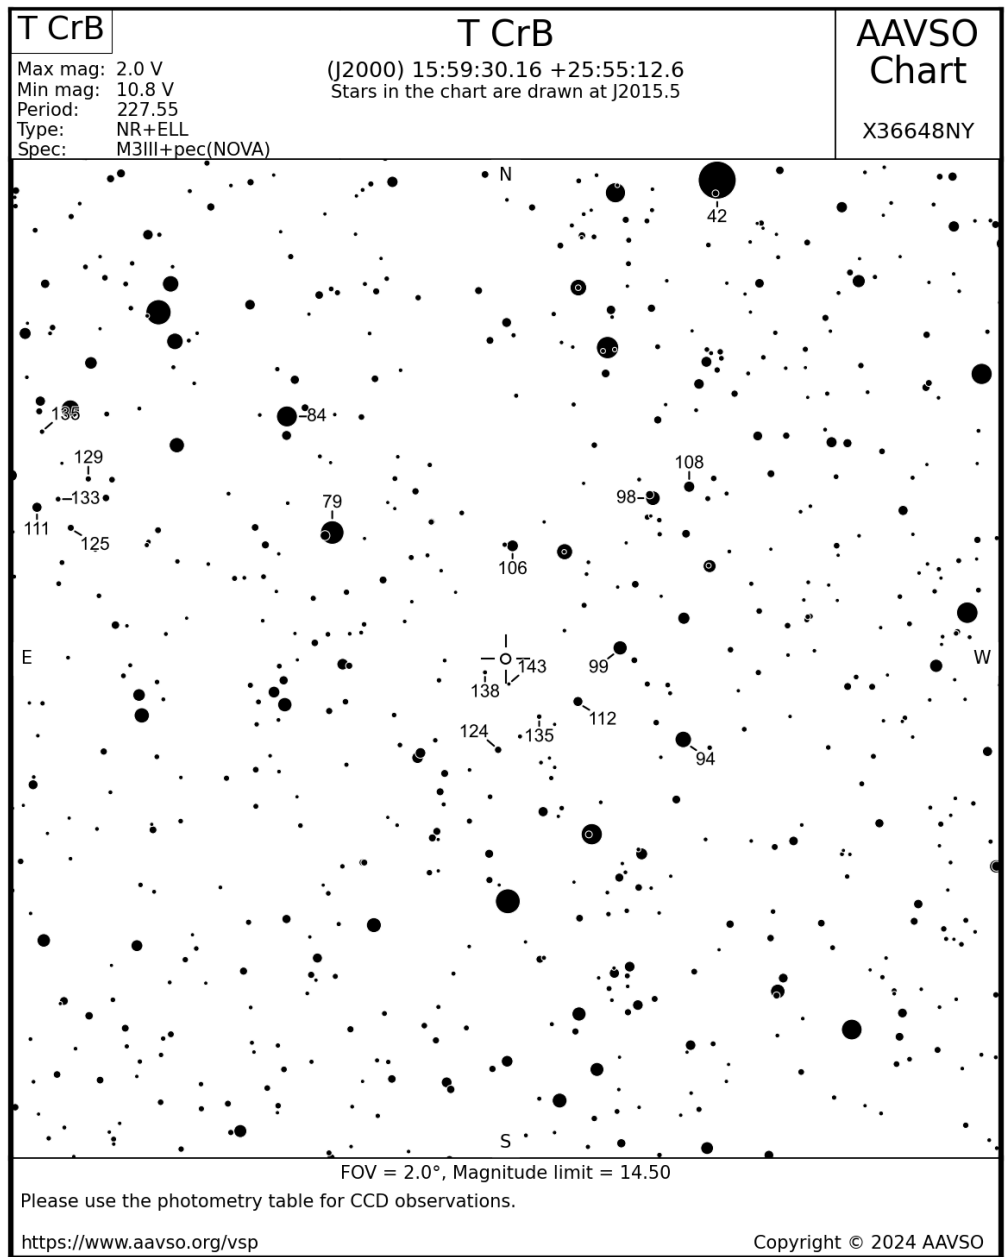 T CrB
T CrB
AAVSO
Chart
X36648NY
Max mag: 2.0 V
Min mag: 10.8 V
Period: 227.55
Type: NR+ELL
Spec: M3III+pec(NOVA)
(J2000) 15:59:30.16 +25:55:12.6
Stars in the chart are drawn at J2015.5
N
42
84
135
129
108
133
98
79
111
125
106
E
W
143
99
138
112
124
135
94
S
FOV = 2.0°, Magnitude limit = 14.50
Please use the photometry table for CCD observations.
https://www.aavso.org/vsp
Copyright © 2024 AAVSO